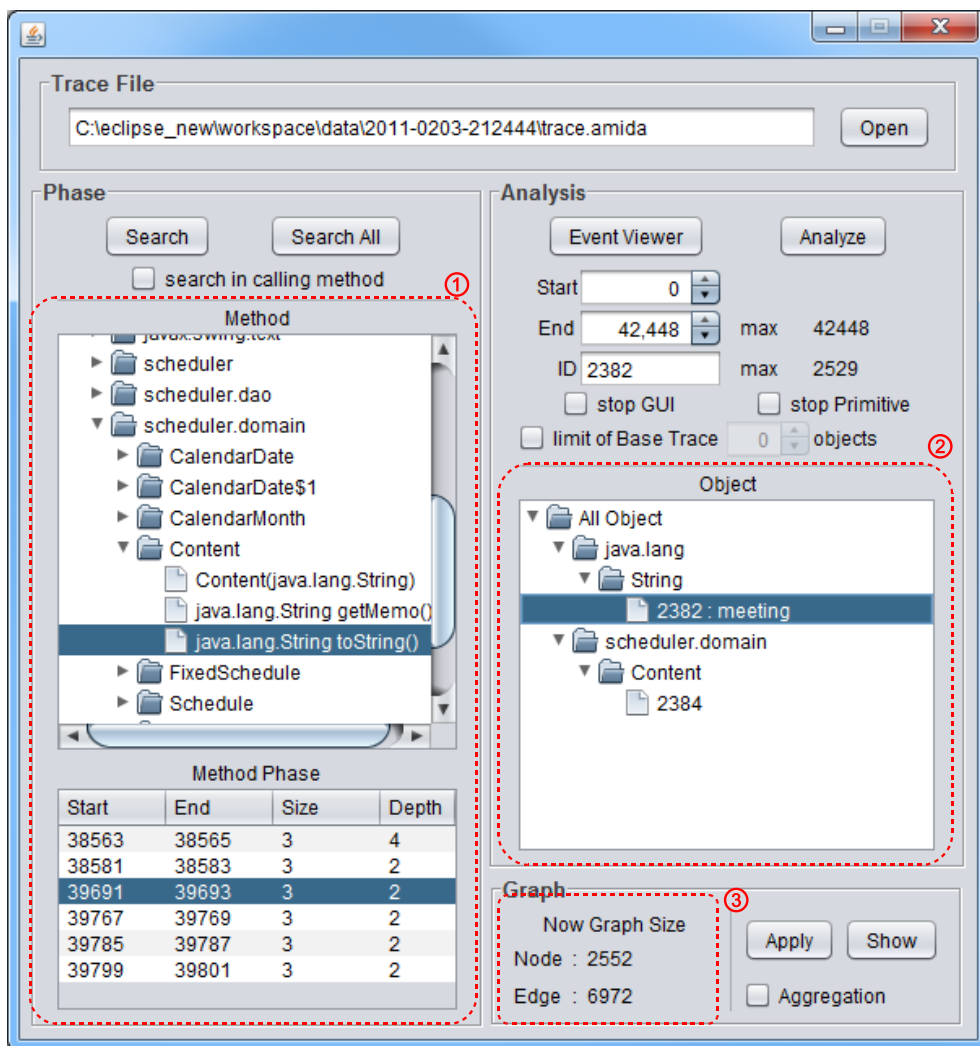 Trace File
C:\eclipse_new\workspace\data\2011-0203-212444\trace.amida
Open
Phase
Search
Search All
search in calling method
①
Method
javax.swing.text
scheduler
scheduler.dao
scheduler.domain
CalendarDate
CalendarDate$1
CalendarMonth
Content
Content(java.lang.String)
java.lang.String getMemo()
java.lang.String toString()
FixedSchedule
Schedule
Method Phase
Start End Size Depth
38563 38565 3 4
38581 38583 3 2
39691 39693 3 2
39767 39769 3 2
39785 39787 3 2
39799 39801 3 2
Analysis
Event Viewer
Analyze
Start 0
End 42,448 max 42448
ID 2382 max 2529
stop GUI
stop Primitive
limit of Base Trace 0 objects
②
Object
All Object
java.lang
String
2382 : meeting
scheduler.domain
Content
2384
Graph
③
Now Graph Size
Node : 2552
Edge : 6972
Apply
Show
Aggregation